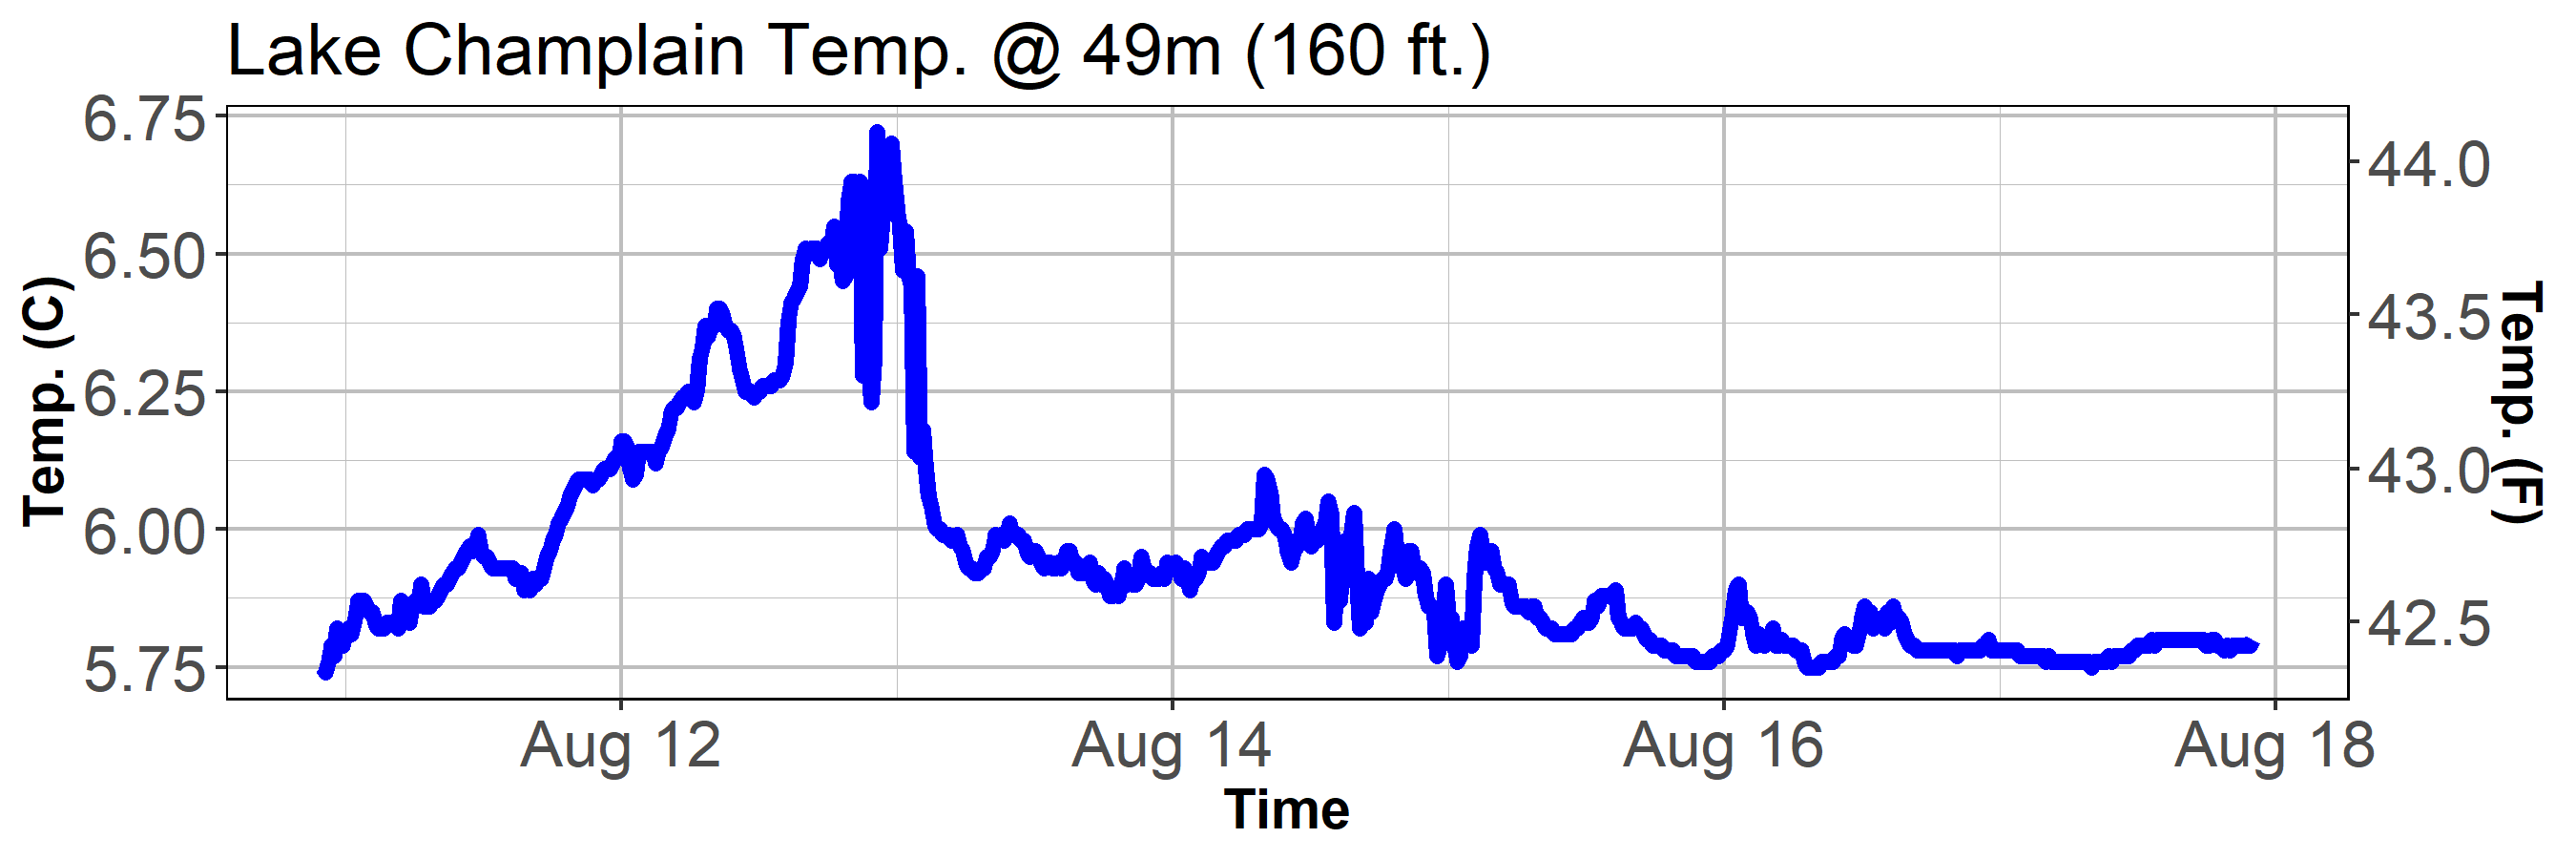 Lake Champlain Temp. @ 49m (160 ft.)
6.75
6.50
6.25
6.00
5.75
Temp. (C)
44.0
43.5
43.0
42.5
Temp. (F)
Aug 12
Aug 14
Aug 16
Aug 18
Time